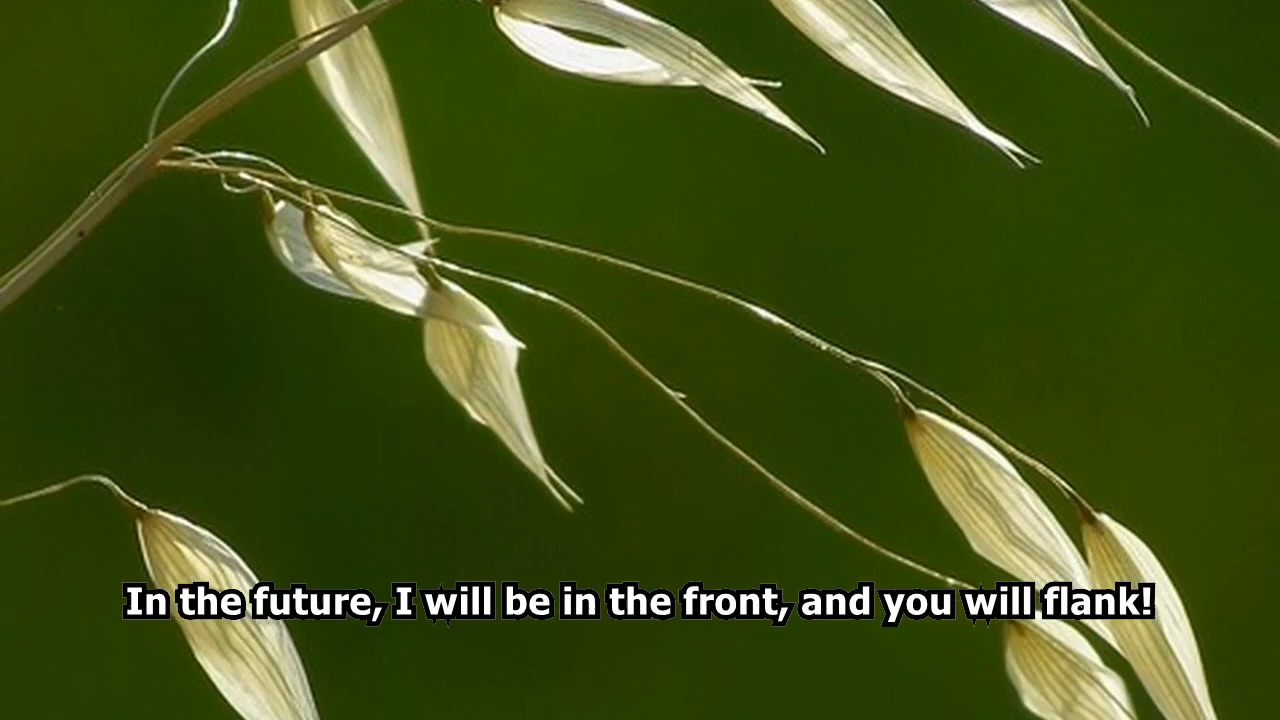 In the future, I will be in the front, and you will flank!